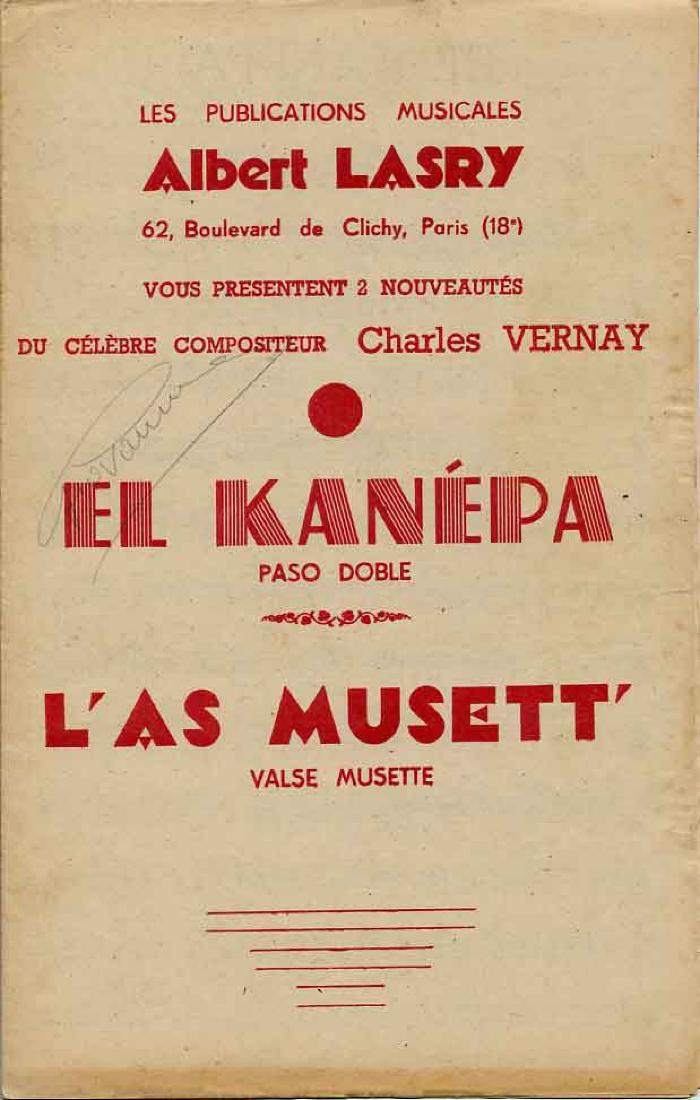 LES PUBLICATIONS MUSICALES
Albert LASRY
62, Boulevard de Clichy, Paris (18e)
VOUS PRESENTENT 2 NOUVEAUTÉS
DU CÉLÈBRE COMPOSITEUR Charles VERNAY
EL KANÉPA
PASO DOBLE
L'AS MUSETT'
VALSE MUSETTE